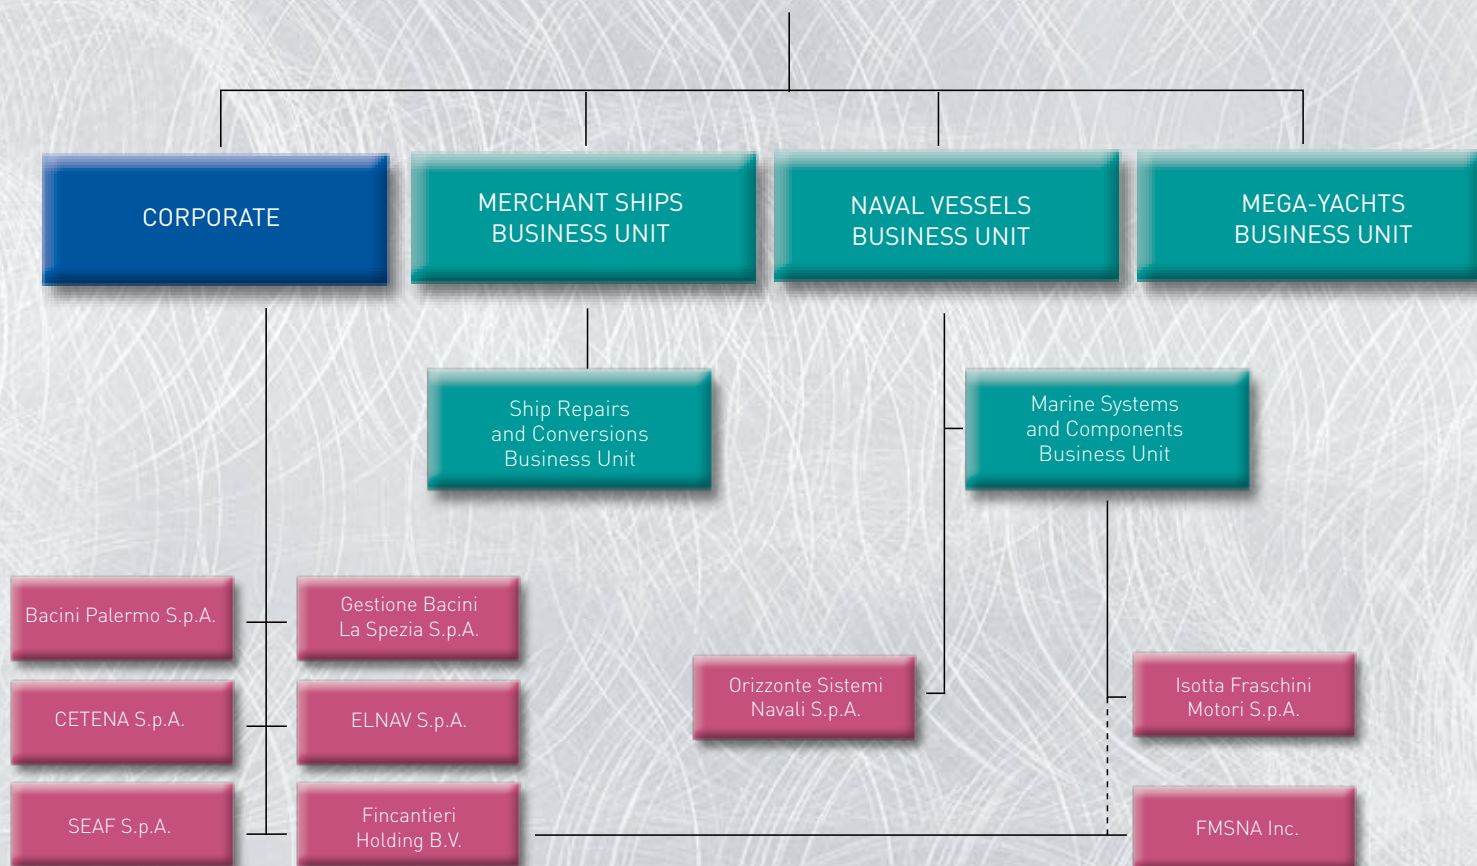 CORPORATE
MERCHANT SHIPS
BUSINESS UNIT
NAVAL VESSELS
BUSINESS UNIT
MEGA-YACHTS
BUSINESS UNIT
Ship Repairs
and Conversions
Business Unit
Marine Systems
and Components
Business Unit
Bacini Palermo S.p.A.
Gestione Bacini
La Spezia S.p.A.
CETENA S.p.A.
ELNAV S.p.A.
SEAF S.p.A.
Fincantieri
Holding B.V.
Orizzonte Sistemi
Navali S.p.A.
Isotta Fraschini
Motori S.p.A.
FMSNA Inc.